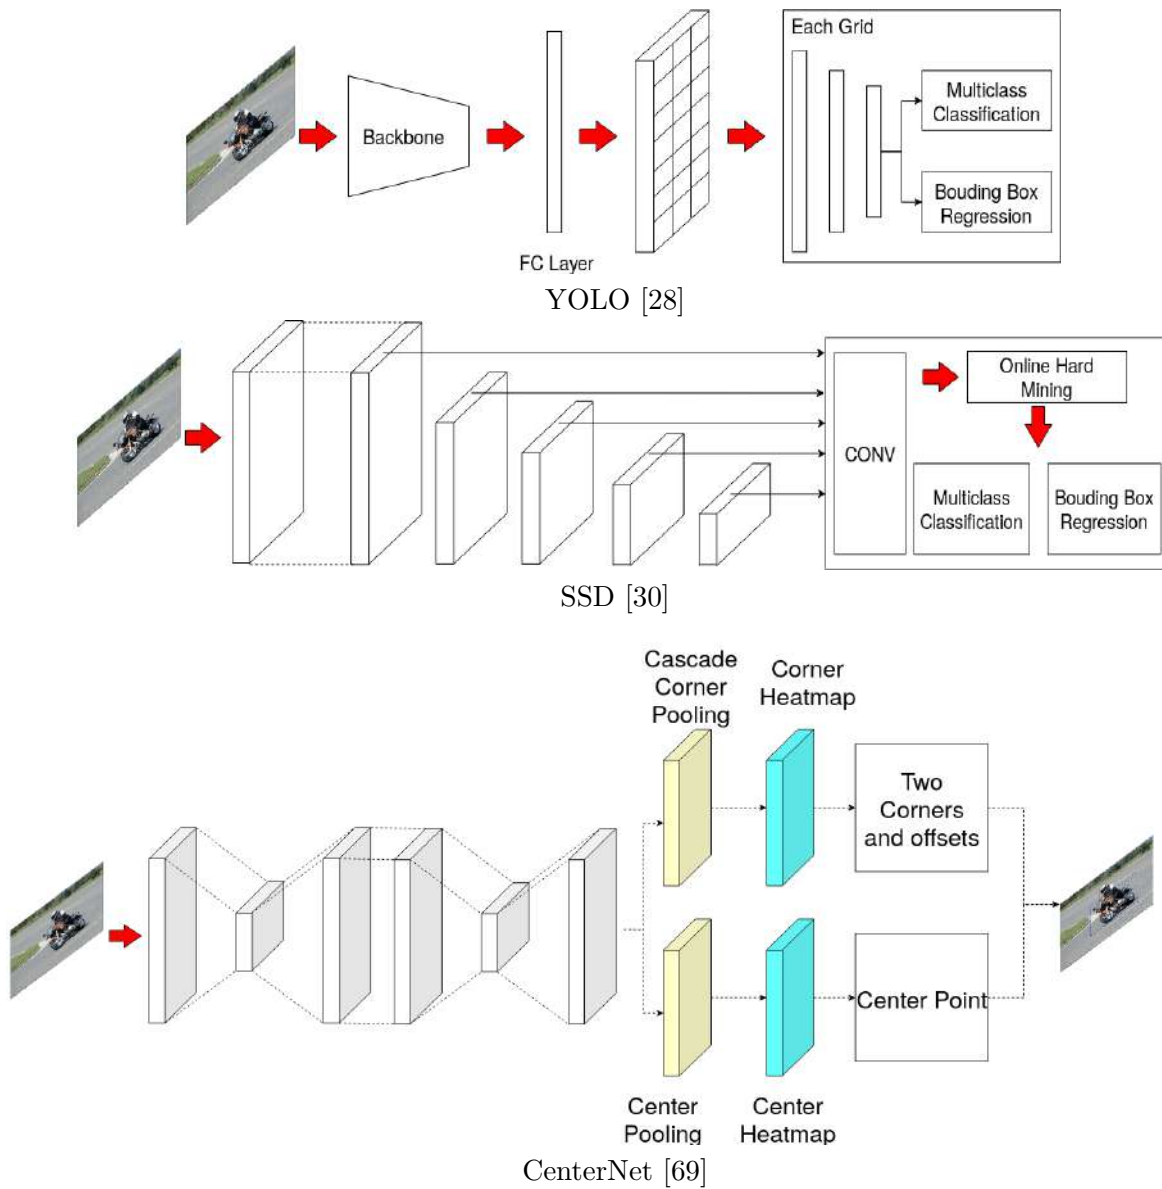 Each Grid
Backbone
Multiclass
Classification
Bouding Box
Regression
FC Layer
YOLO [28]
CONV
Online Hard
Mining
Multiclass
Classification
Bouding Box
Regression
SSD [30]
Cascade
Corner
Pooling
Corner
Heatmap
Two
Corners
and offsets
Center Point
Center
Pooling
Center
Heatmap
CenterNet [69]